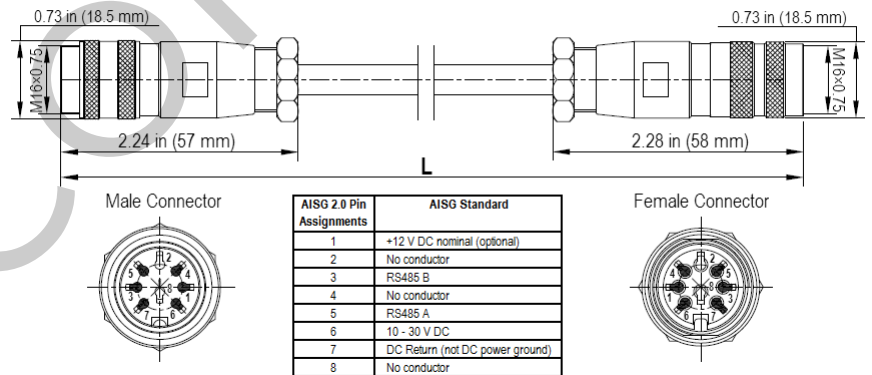 0.73 in (18.5 mm)
0.73 in (18.5 mm)
M16x0.75
M16x0.75
2.24 in (57 mm)
2.28 in (58 mm)
L
Male Connector
2
5
4
3
8
1
7
6
AISG 2.0 Pin Assignments AISG Standard
1 +12 V DC nominal (optional)
2 No conductor
3 RS485 B
4 No conductor
5 RS485 A
6 10 - 30 V DC
7 DC Return (not DC power ground)
8 No conductor
Female Connector
2
4
5
1
8
3
6
7